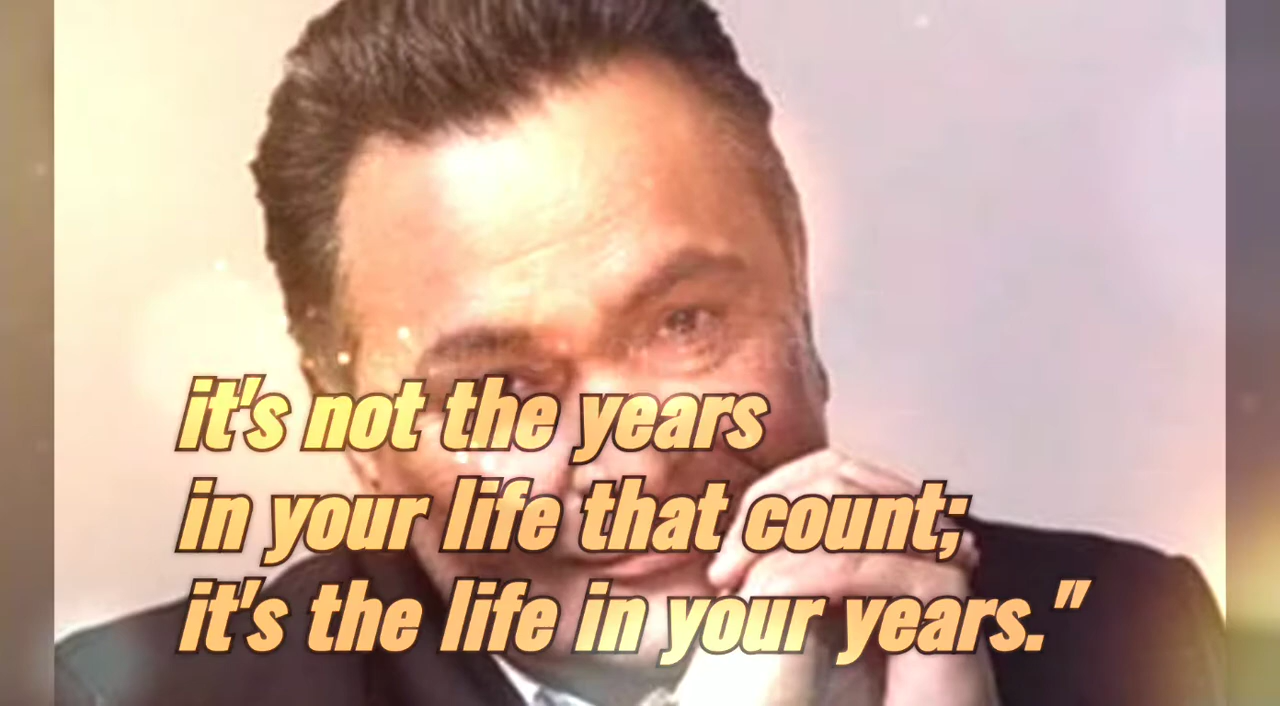 it's not the years
in your life that count;
it's the life in your years."